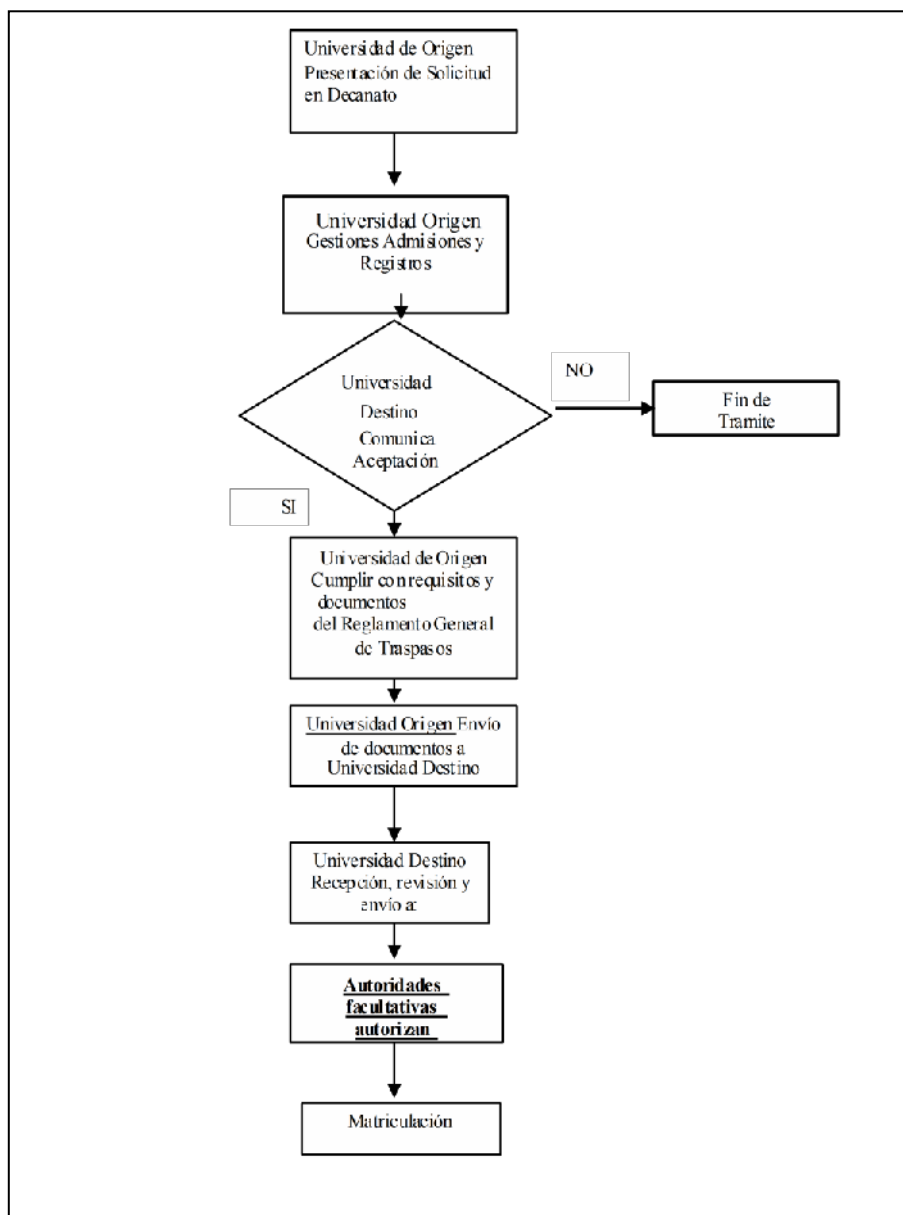 Universidad de Origen
Presentación de Solicitud
en Decanato
Universidad Origen
Gestiones Admisiones y
Registros
Universidad
Destino
Comunica
Aceptación
NO
Fin de
Tramite
SI
Universidad de Origen
Cumplir con requisitos y
documentos
del Reglamento General
de Traspasos
Universidad Origen Envío
de documentos a
Universidad Destino
Universidad Destino
Recepción, revisión y
envío a:
Autoridades
facultativas
autorizan
Matriculación